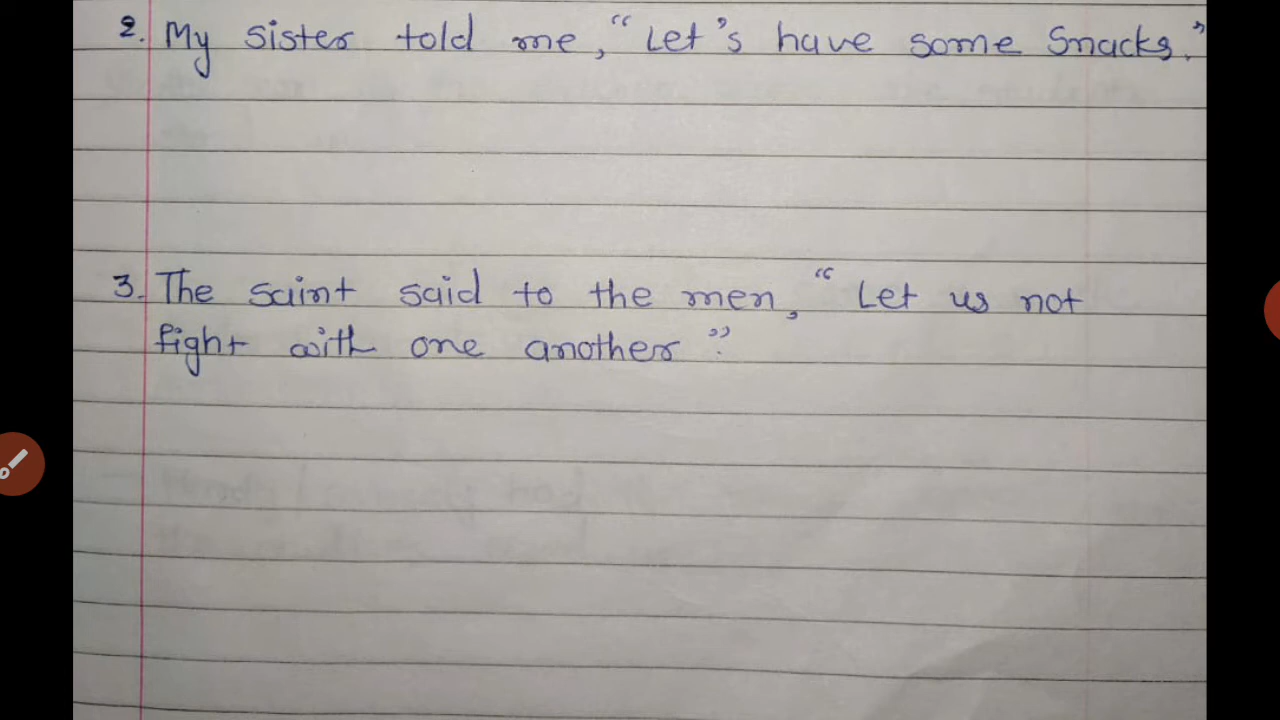 2. My sister told me, "Let's have some Snacks."
3. The saint said to the men, "Let us not
fight with one another."